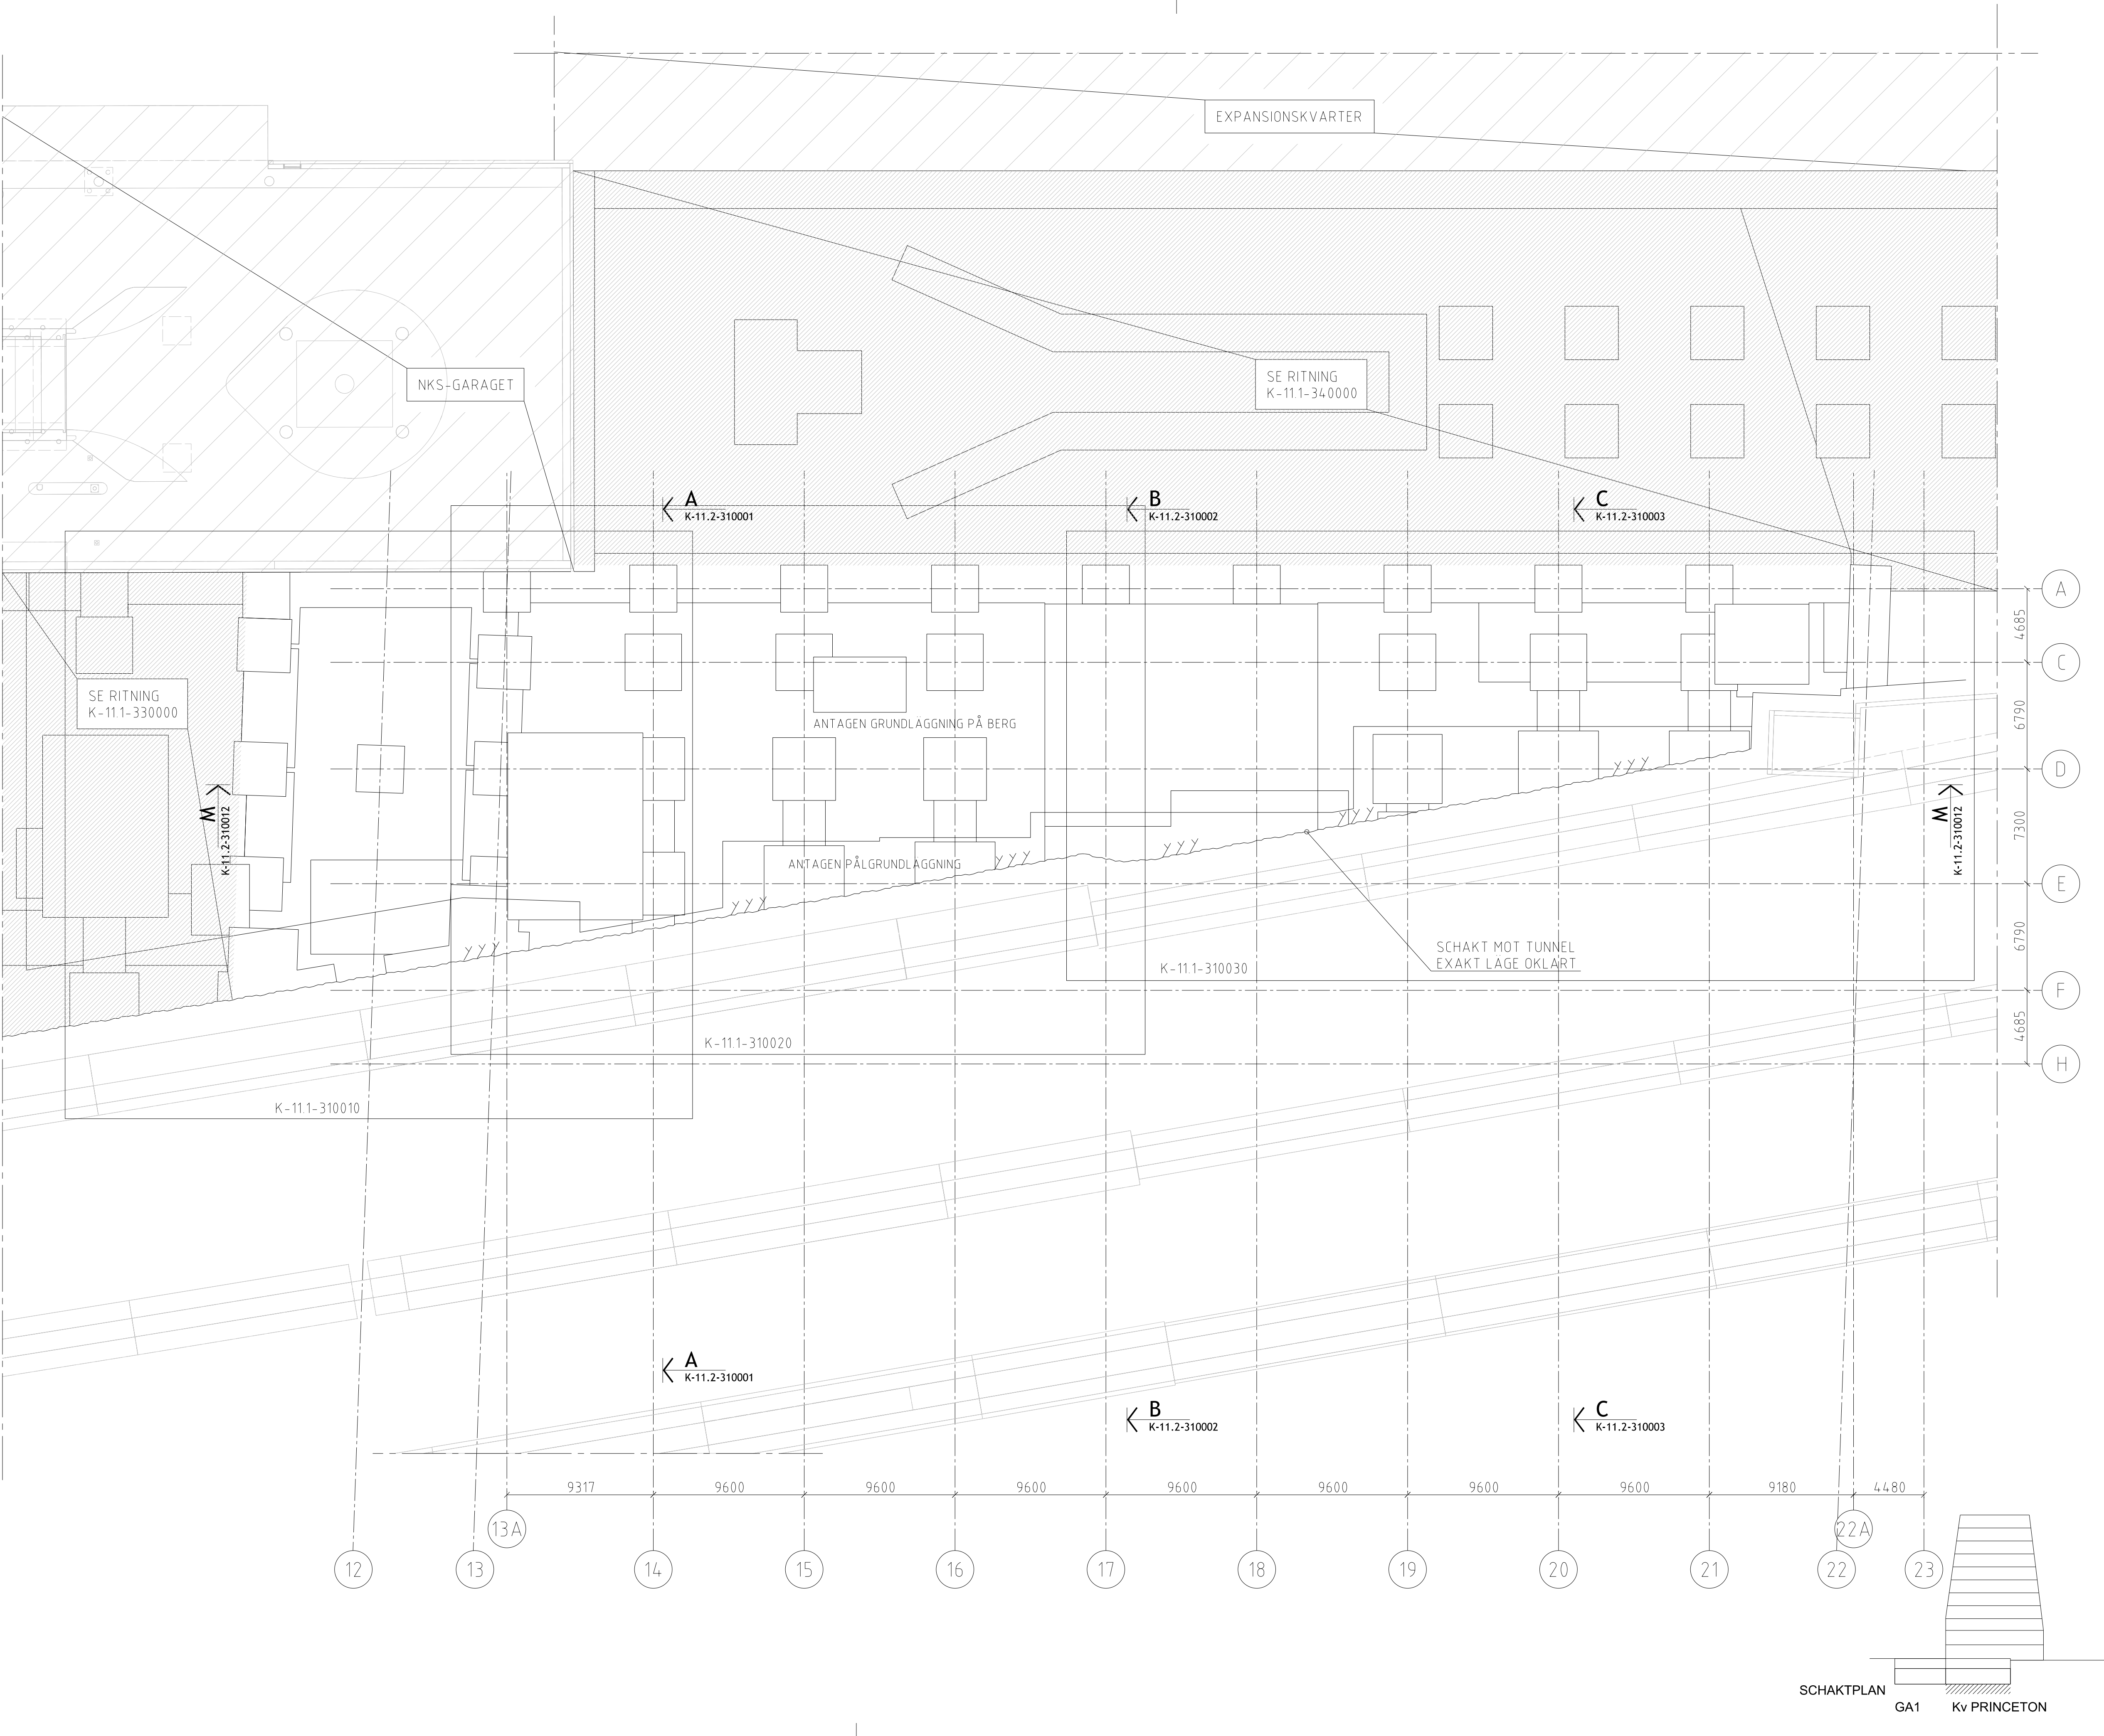 EXPANSIONSKVARTER
NKS-GARAGET
SE RITNING
K-11.1-340000
A
K-11.2-310001
B
K-11.2-310002
C
K-11.2-310003
A
4685
C
SE RITNING
K-11.1-330000
6790
ANTAGEN GRUNDLÄGGNING PÅ BERG
D
M
K-11.2-310012
M
K-11.2-310012
7300
ANTAGEN PÅLGRUNDLÄGGNING
E
SCHAKT MOT TUNNEL
EXAKT LÄGE OKLART
6790
K-11.1-310030
F
4685
K-11.1-310020
H
K-11.1-310010
A
K-11.2-310001
B
K-11.2-310002
C
K-11.2-310003
9317 9600 9600 9600 9600 9600 9600 9600 9180 4480
13A 22A
12 13 14 15 16 17 18 19 20 21 22 23
SCHAKTPLAN
GA1 Kv PRINCETON